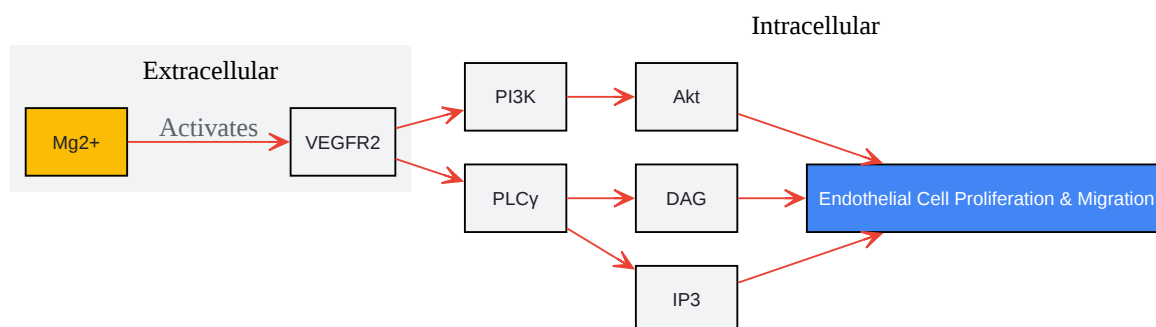 Intracellular
Extracellular
PI3K
Akt
Mg2+
Activates
VEGFR2
PLCγ
DAG
Endothelial Cell Proliferation & Migration
IP3